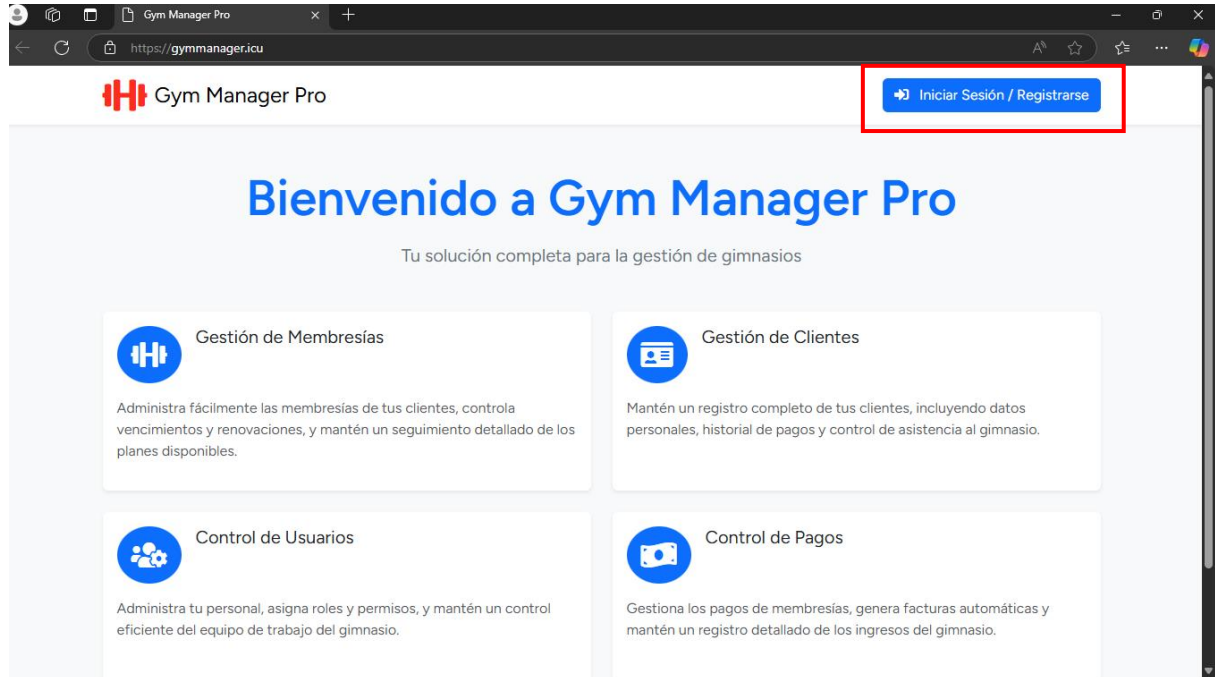 Gym Manager Pro
https://gymmanager.icu
Gym Manager Pro
Iniciar Sesión / Registrarse
Bienvenido a Gym Manager Pro
Tu solución completa para la gestión de gimnasios
Gestión de Membresías
Administra fácilmente las membresías de tus clientes, controla
vencimientos y renovaciones, y mantén un seguimiento detallado de los
planes disponibles.
Gestión de Clientes
Mantén un registro completo de tus clientes, incluyendo datos
personales, historial de pagos y control de asistencia al gimnasio.
Control de Usuarios
Administra tu personal, asigna roles y permisos, y mantén un control
eficiente del equipo de trabajo del gimnasio.
Control de Pagos
Gestiona los pagos de membresías, genera facturas automáticas y
mantén un registro detallado de los ingresos del gimnasio.